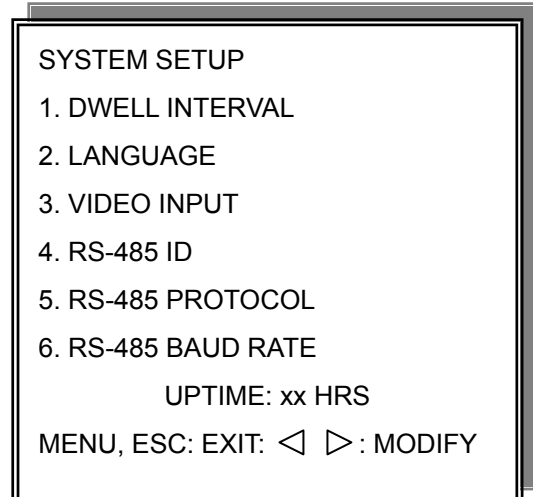 SYSTEM SETUP
1. DWELL INTERVAL
2. LANGUAGE
3. VIDEO INPUT
4. RS-485 ID
5. RS-485 PROTOCOL
6. RS-485 BAUD RATE
UPTIME: xx HRS
MENU, ESC: EXIT: ◁ ▷ : MODIFY